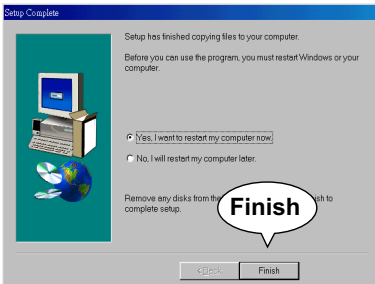 Setup Complete
Setup has finished copying files to your computer.
Before you can use the program, you must restart Windows or your
computer.
Yes, I want to restart my computer now.
No, I will restart my computer later.
Remove any disks from the
ish to
complete setup.
Finish
< Back
Finish